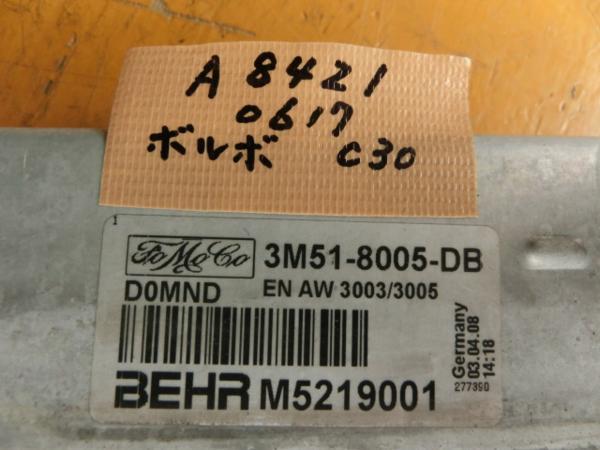 A 8421
0617
ボルボ C30
1
FoMoCo 3M51-8005-DB
D0MND EN AW 3003/3005
BEHR M5219001
Germany
03.04.08
14:18
277390